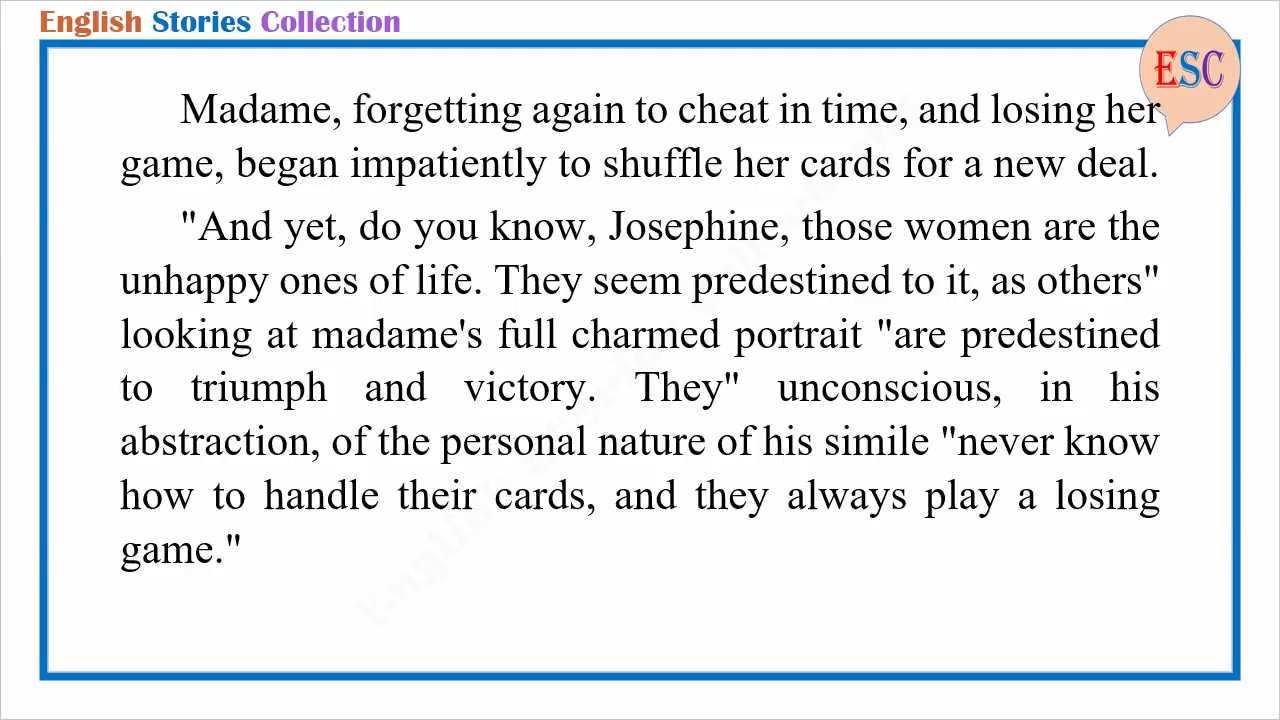 English Stories Collection
ESC
Madame, forgetting again to cheat in time, and losing her
game, began impatiently to shuffle her cards for a new deal.
"And yet, do you know, Josephine, those women are the
unhappy ones of life. They seem predestined to it, as others"
looking at madame's full charmed portrait "are predestined
to triumph and victory. They" unconscious, in his
abstraction, of the personal nature of his simile "never know
how to handle their cards, and they always play a losing
game."